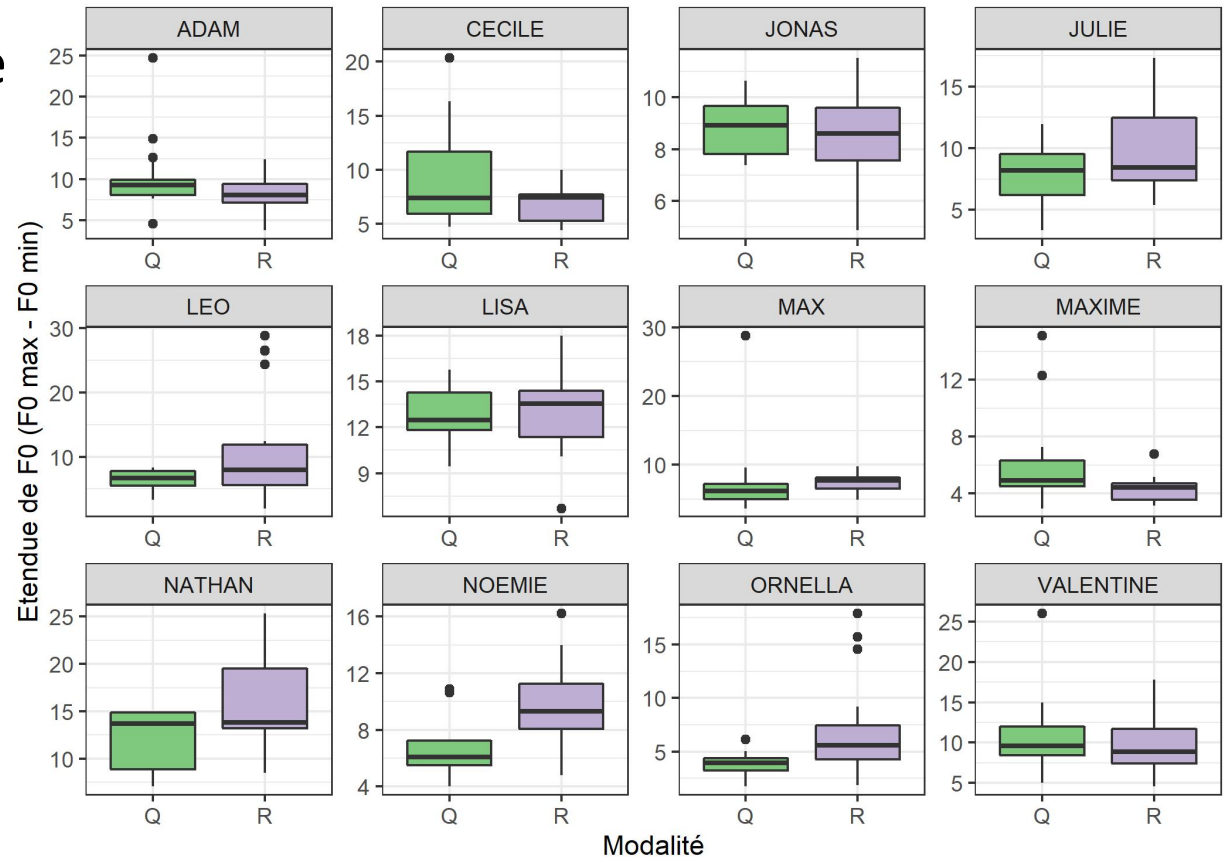 ADAM CECILE JONAS JULIE
25 20 15 10 5
20 15 10 5
10 8 6
15 10 5
Q R Q R Q R Q R
LEO LISA MAX MAXIME
30 20 10
18 15 12 9
30 20 10
12 8 4
Q R Q R Q R Q R
NATHAN NOEMIE ORNELLA VALENTINE
25 20 15 10
16 12 8 4
15 10 5
25 20 15 10 5
Q R Q R Q R Q R
Etendue de F0 (F0 max - F0 min)
Modalité